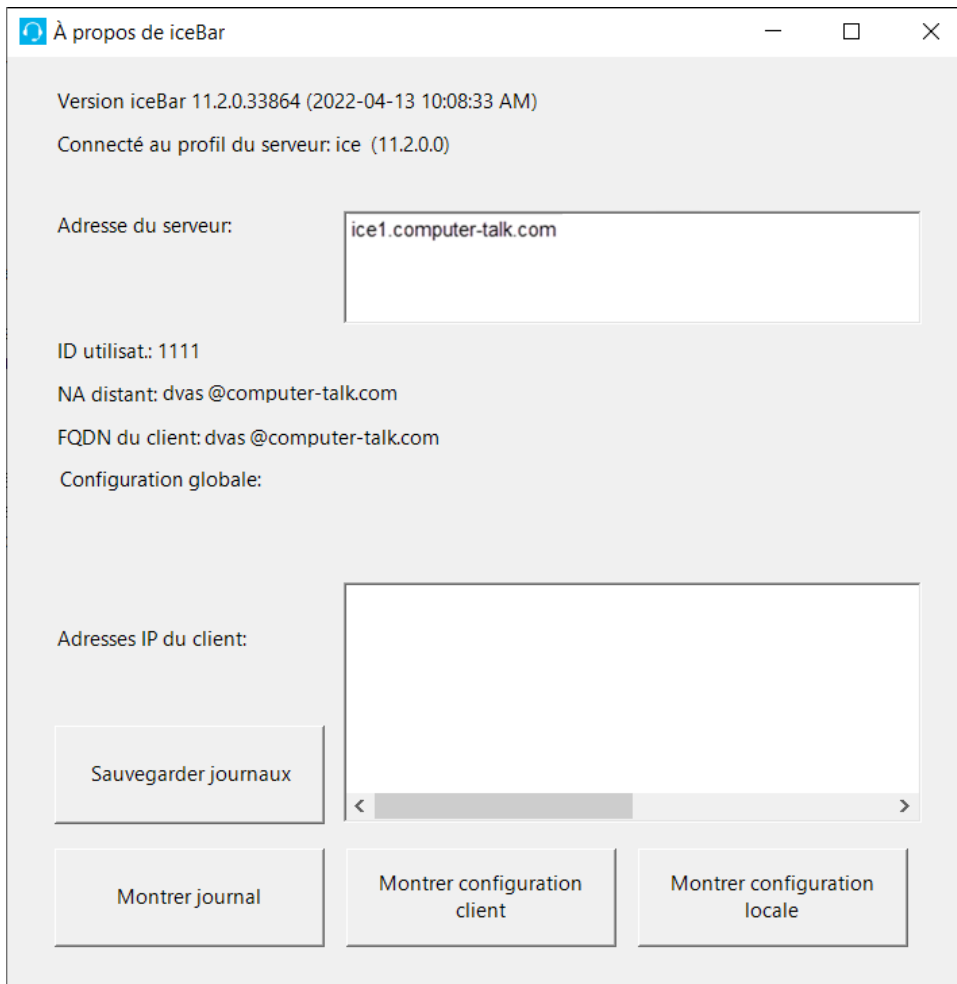 À propos de iceBar
Version iceBar 11.2.0.33864 (2022-04-13 10:08:33 AM)
Connecté au profil du serveur: ice (11.2.0.0)
Adresse du serveur:
ice1.computer-talk.com
ID utilisat.: 1111
NA distant: dvas @computer-talk.com
FQDN du client: dvas @computer-talk.com
Configuration globale:
Adresses IP du client:
Sauvegarder journaux
Montrer journal
Montrer configuration
client
Montrer configuration
locale